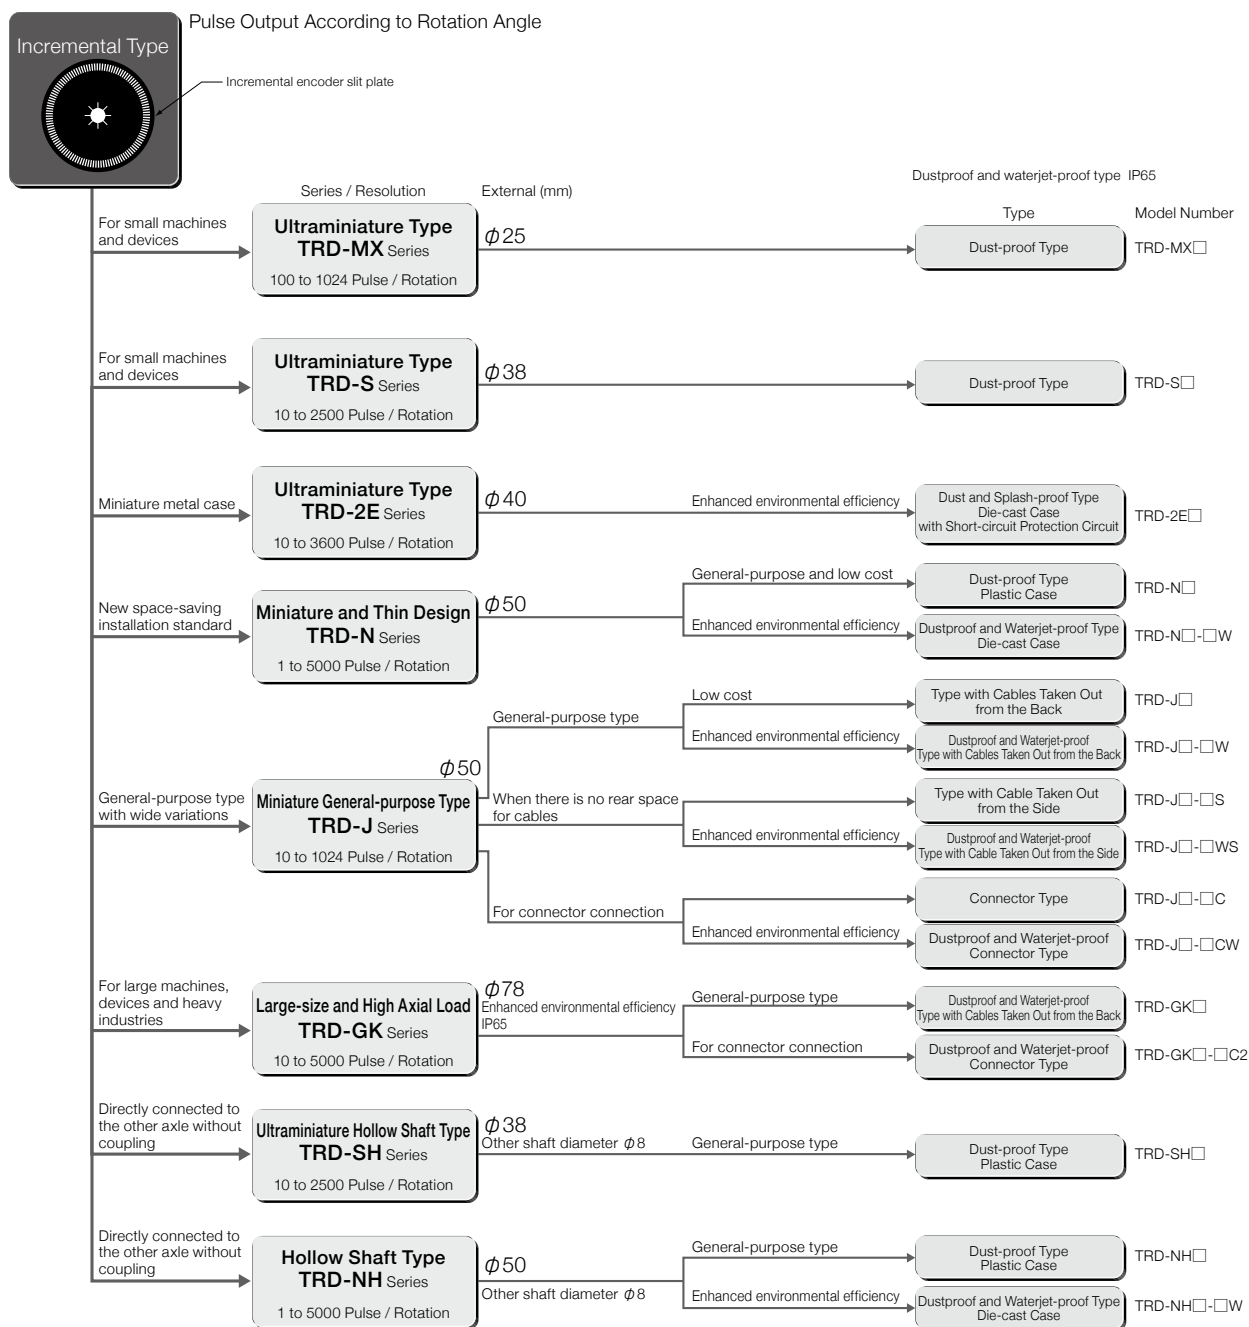 Pulse Output According to Rotation Angle
Incremental Type
Incremental encoder slit plate
Series / Resolution
External (mm)
Dustproof and waterjet-proof type IP65
Type
Model Number
For small machines
and devices
Ultraminiature Type
TRD-MX Series
100 to 1024 Pulse / Rotation
ϕ25
Dust-proof Type
TRD-MX□
For small machines
and devices
Ultraminiature Type
TRD-S Series
10 to 2500 Pulse / Rotation
ϕ38
Dust-proof Type
TRD-S□
Miniature metal case
Ultraminiature Type
TRD-2E Series
10 to 3600 Pulse / Rotation
ϕ40
Enhanced environmental efficiency
Dust and Splash-proof Type
Die-cast Case
with Short-circuit Protection Circuit
TRD-2E□
New space-saving
installation standard
Miniature and Thin Design
TRD-N Series
1 to 5000 Pulse / Rotation
ϕ50
General-purpose and low cost
Dust-proof Type
Plastic Case
TRD-N□
Enhanced environmental efficiency
Dustproof and Waterjet-proof Type
Die-cast Case
TRD-N□-□W
General-purpose type
with wide variations
Miniature General-purpose Type
TRD-J Series
10 to 1024 Pulse / Rotation
ϕ50
General-purpose type
Low cost
Type with Cables Taken Out
from the Back
TRD-J□
Enhanced environmental efficiency
Dustproof and Waterjet-proof
Type with Cables Taken Out from the Back
TRD-J□-□W
When there is no rear space
for cables
Type with Cable Taken Out
from the Side
TRD-J□-□S
Enhanced environmental efficiency
Dustproof and Waterjet-proof
Type with Cable Taken Out from the Side
TRD-J□-□WS
For connector connection
Connector Type
TRD-J□-□C
Enhanced environmental efficiency
Dustproof and Waterjet-proof
Connector Type
TRD-J□-□CW
For large machines,
devices and heavy
industries
Large-size and High Axial Load
TRD-GK Series
10 to 5000 Pulse / Rotation
ϕ78
Enhanced environmental efficiency
IP65
General-purpose type
Dustproof and Waterjet-proof
Type with Cables Taken Out from the Back
TRD-GK□
For connector connection
Dustproof and Waterjet-proof
Connector Type
TRD-GK□-□C2
Directly connected to
the other axle without
coupling
Ultraminiature Hollow Shaft Type
TRD-SH Series
10 to 2500 Pulse / Rotation
ϕ38
Other shaft diameter ϕ8
General-purpose type
Dust-proof Type
Plastic Case
TRD-SH□
Directly connected to
the other axle without
coupling
Hollow Shaft Type
TRD-NH Series
1 to 5000 Pulse / Rotation
ϕ50
Other shaft diameter ϕ8
General-purpose type
Dust-proof Type
Plastic Case
TRD-NH□
Enhanced environmental efficiency
Dustproof and Waterjet-proof Type
Die-cast Case
TRD-NH□-□W